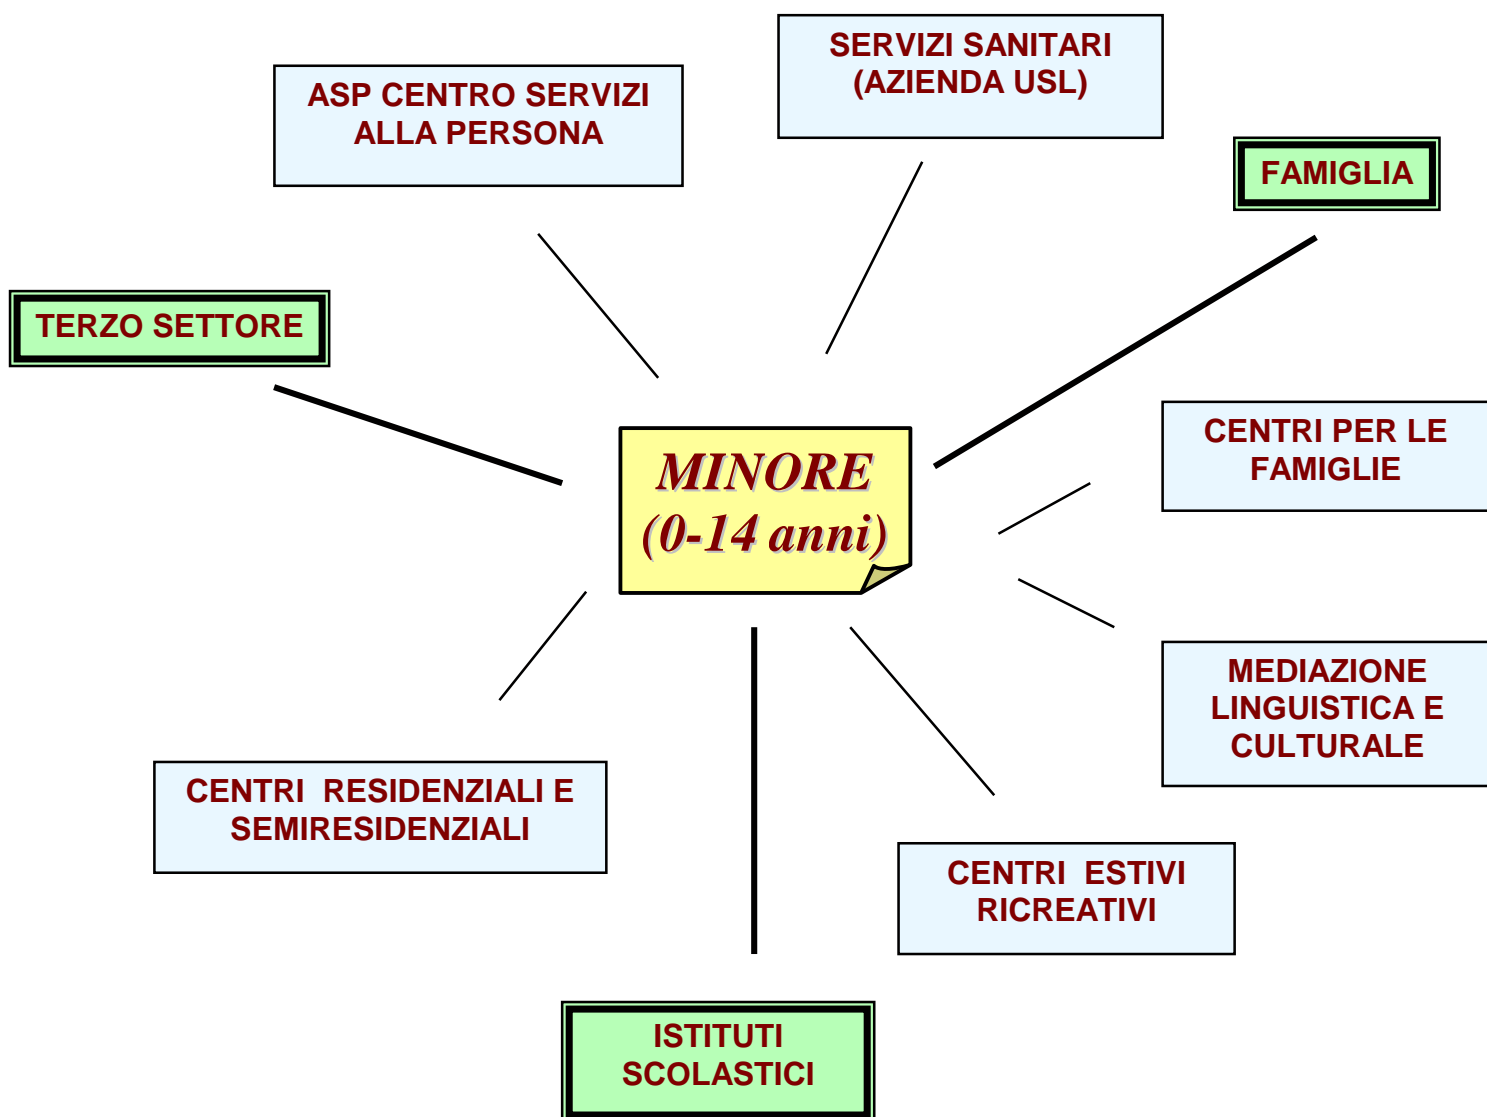 SERVIZI SANITARI
(AZIENDA USL)
ASP CENTRO SERVIZI
ALLA PERSONA
FAMIGLIA
TERZO SETTORE
CENTRI PER LE
FAMIGLIE
MINORE
(0-14 anni)
MEDIAZIONE
LINGUISTICA E
CULTURALE
CENTRI RESIDENZIALI E
SEMIRESIDENZIALI
CENTRI ESTIVI
RICREATIVI
ISTITUTI
SCOLASTICI